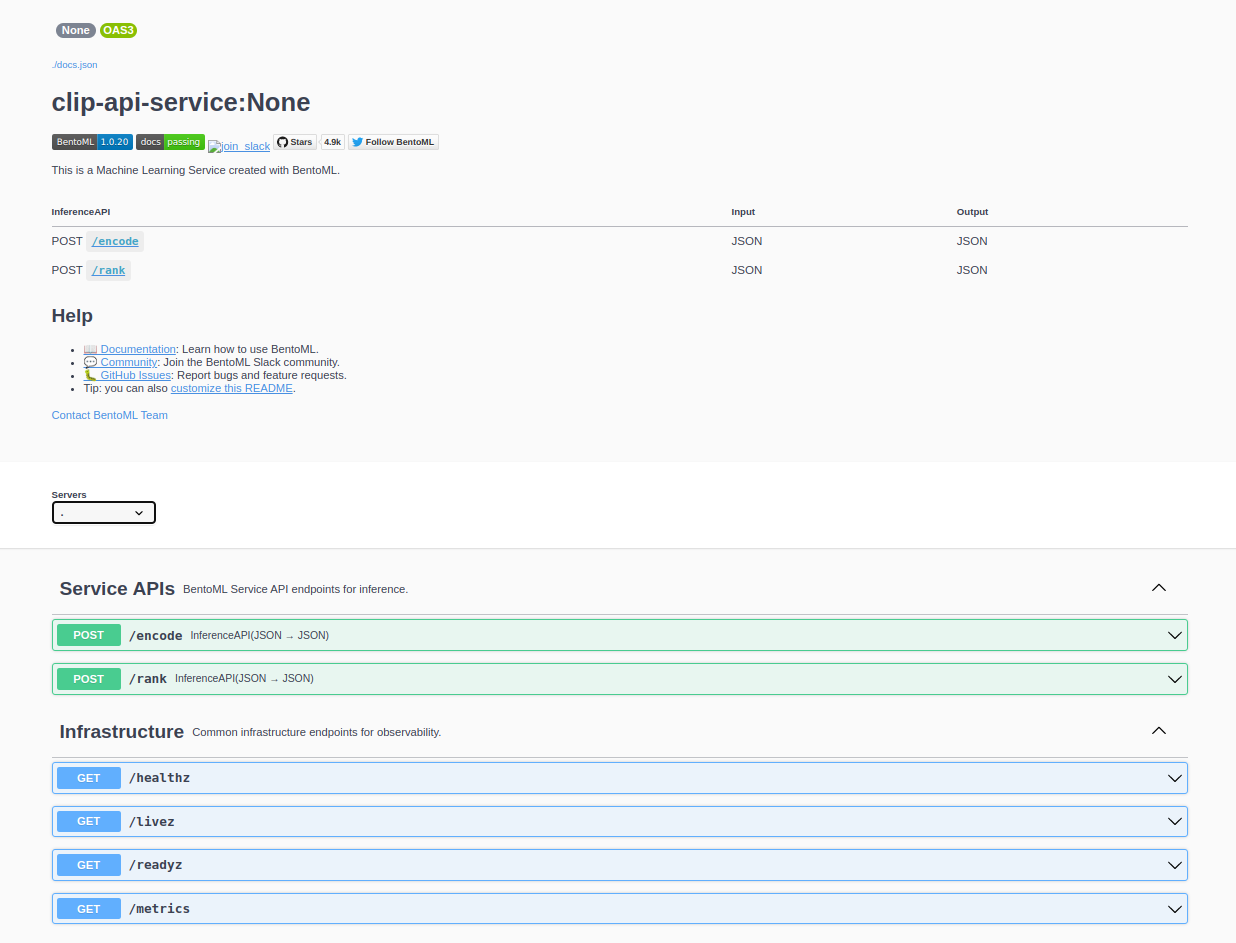 None OAS3
./docs.json
clip-api-service:None
BentoML 1.0.20 docs passing join_slack Stars 4.9k Follow BentoML
This is a Machine Learning Service created with BentoML.
InferenceAPI Input Output
POST /encode JSON JSON
POST /rank JSON JSON
Help
• 📖 Documentation: Learn how to use BentoML.
• 💬 Community: Join the BentoML Slack community.
• 🐛 GitHub Issues: Report bugs and feature requests.
• Tip: you can also customize this README.
Contact BentoML Team
Servers
.
Service APIs BentoML Service API endpoints for inference.
POST /encode InferenceAPI(JSON → JSON)
POST /rank InferenceAPI(JSON → JSON)
Infrastructure Common infrastructure endpoints for observability.
GET /healthz
GET /livez
GET /readyz
GET /metrics